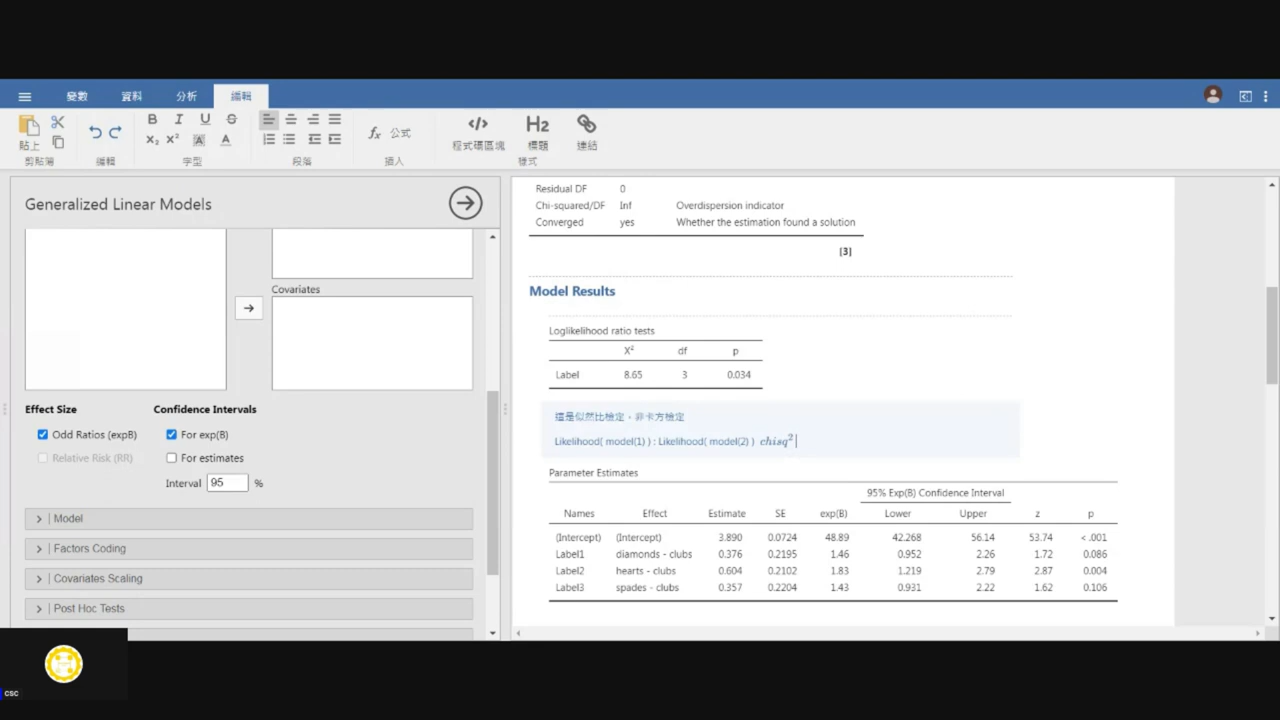 變數 資料 分析 編輯
B I U S
X₂ X² A A
fx 公式
</> H2
貼上 程式碼區塊 標題 連結
剪貼簿 編輯 字型 段落 插入 樣式
Generalized Linear Models
Covariates
Effect Size Confidence Intervals
Odd Ratios (expB) For exp(B)
Relative Risk (RR) For estimates
Interval 95 %
Model
Factors Coding
Covariates Scaling
Post Hoc Tests
csc
Residual DF 0
Chi-squared/DF Inf Overdispersion indicator
Converged yes Whether the estimation found a solution
[3]
Model Results
Loglikelihood ratio tests
X² df p
Label 8.65 3 0.034
這是似然比檢定，非卡方檢定
Likelihood( model(1) ) : Likelihood( model(2) ) chisq²
Parameter Estimates
95% Exp(B) Confidence Interval
Names Effect Estimate SE exp(B) Lower Upper z p
(Intercept) (Intercept) 3.890 0.0724 48.89 42.268 56.14 53.74 < .001
Label1 diamonds - clubs 0.376 0.2195 1.46 0.952 2.26 1.72 0.086
Label2 hearts - clubs 0.604 0.2102 1.83 1.219 2.79 2.87 0.004
Label3 spades - clubs 0.357 0.2204 1.43 0.931 2.22 1.62 0.106